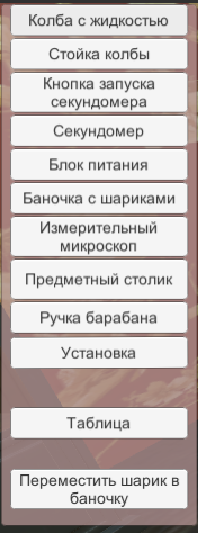 Колба с жидкостью
Стойка колбы
Кнопка запуска
секундомера
Секундомер
Блок питания
Баночка с шариками
Измерительный
микроскоп
Предметный столик
Ручка барабана
Установка
Таблица
Переместить шарик в
баночку